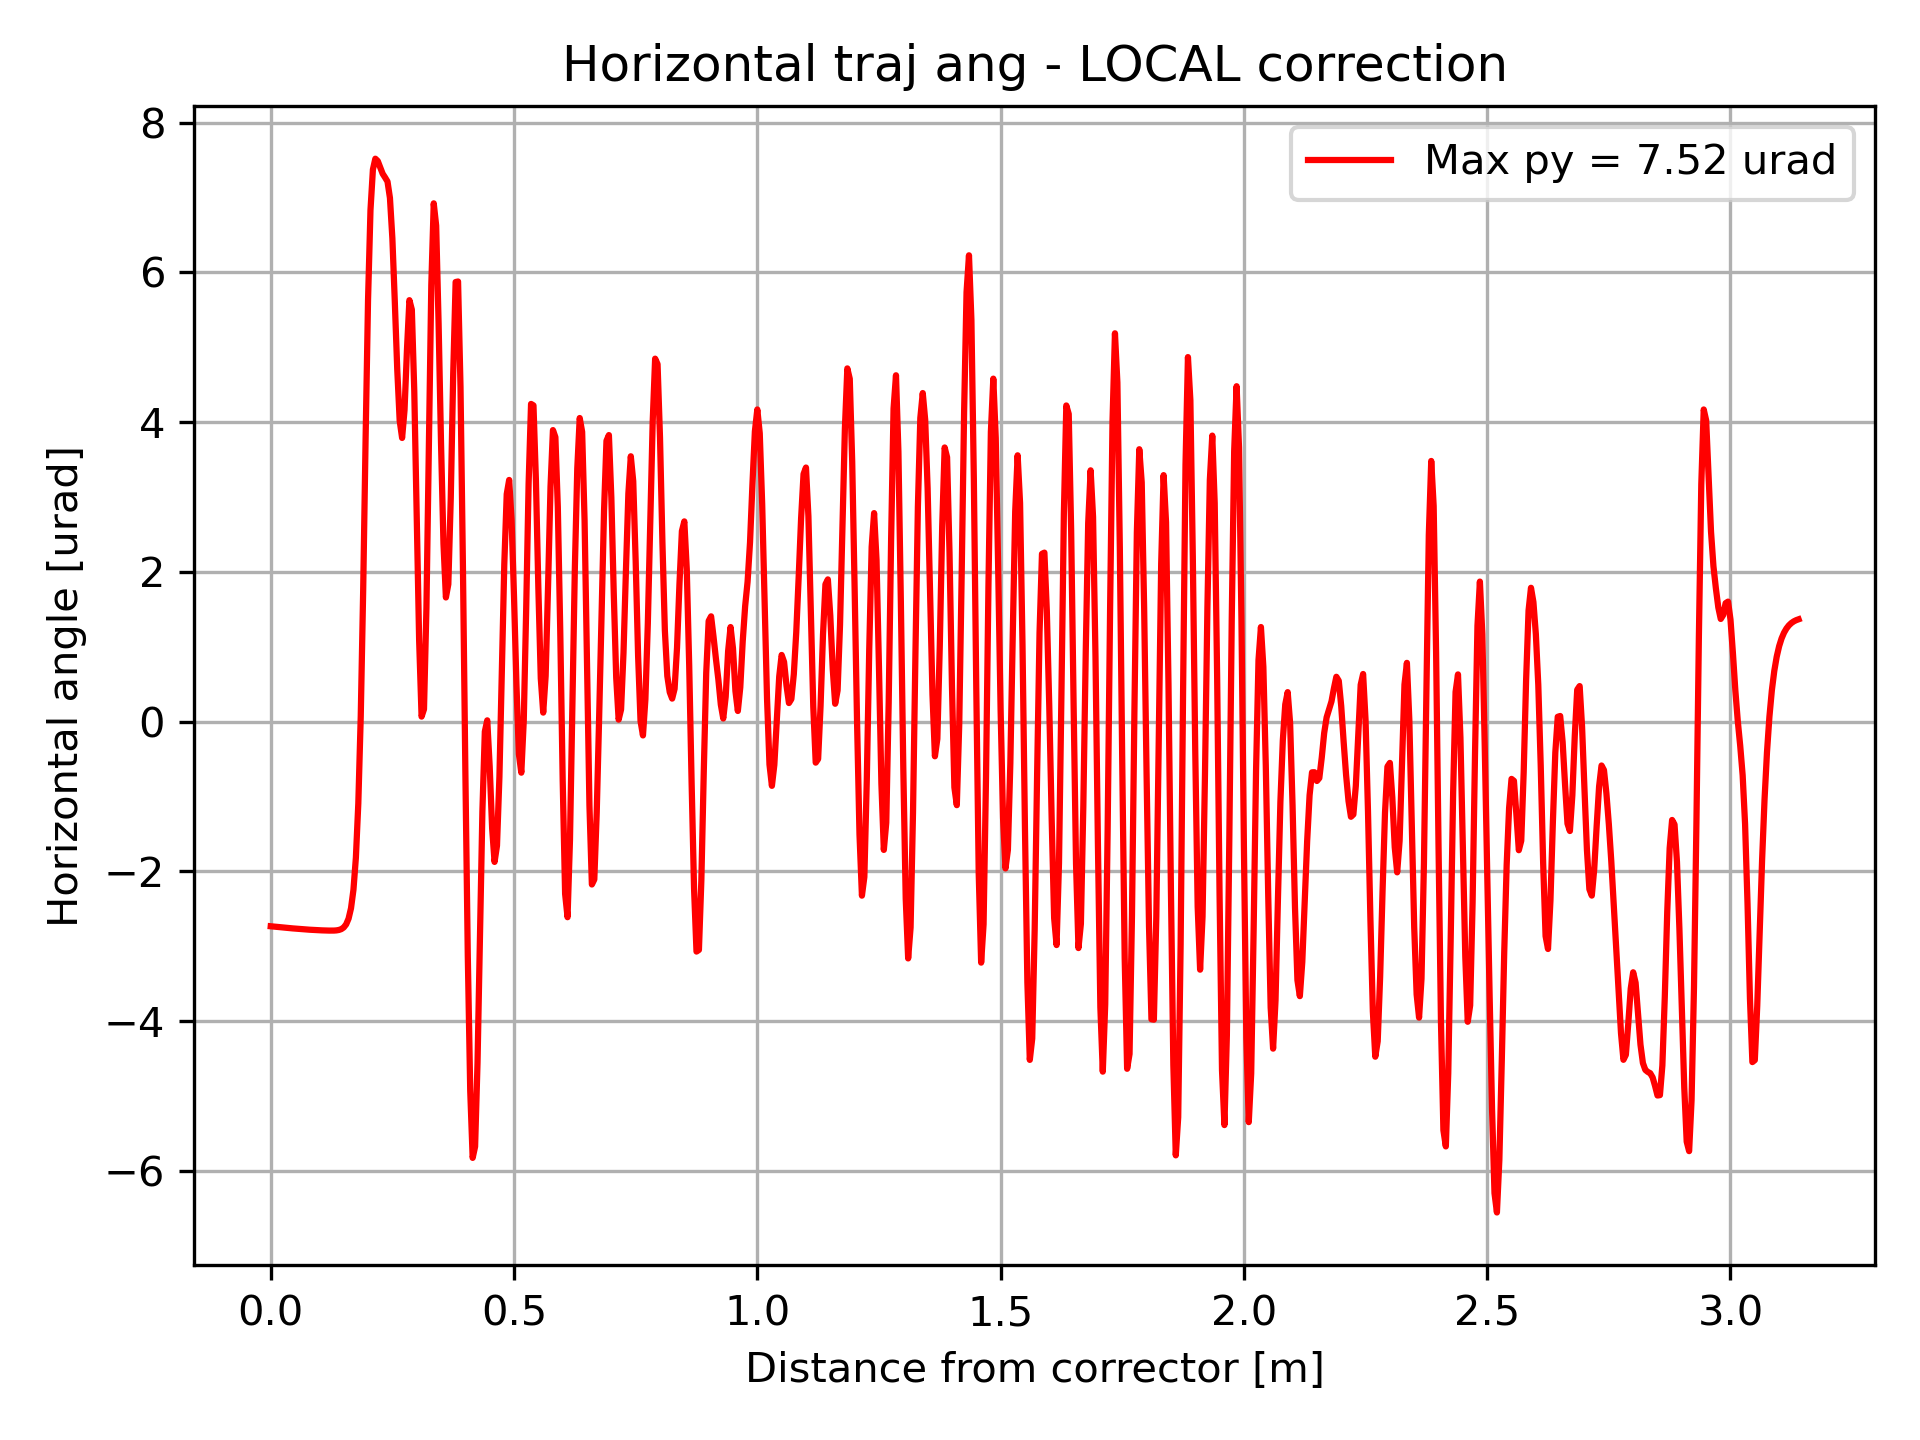 Horizontal traj ang - LOCAL correction
Max py = 7.52 urad
Horizontal angle [urad]
8
6
4
2
0
−2
−4
−6
0.0 0.5 1.0 1.5 2.0 2.5 3.0
Distance from corrector [m]